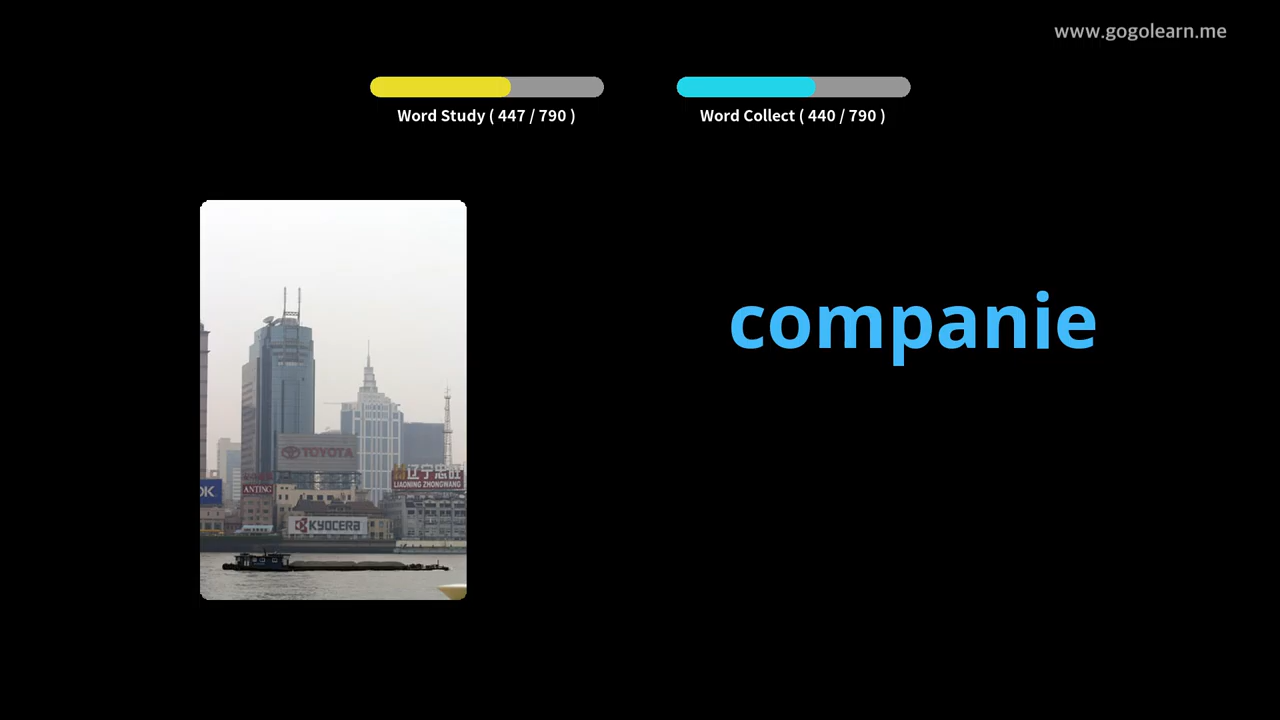 www.gogolearn.me
Word Study ( 447 / 790 )
Word Collect ( 440 / 790 )
companie
TOYOTA
辽宁忠旺
LIAONING ZHONGWANG
OK
ANTING
KYOCERA